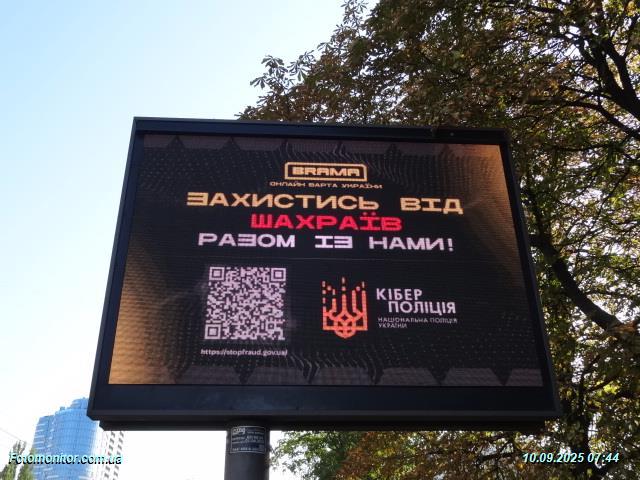 BRAMA
ОНЛАЙН ВАРТА УКРАЇНИ
ЗАХИСТИСЬ ВІД
ШАХРАЇВ
РАЗОМ ІЗ НАМИ!
КІБЕР
ПОЛІЦІЯ
НАЦІОНАЛЬНА ПОЛІЦІЯ
УКРАЇНИ
https://stopfraud.gov.ua/
Fotomonitor.com.ua
10.09.2025 07:44